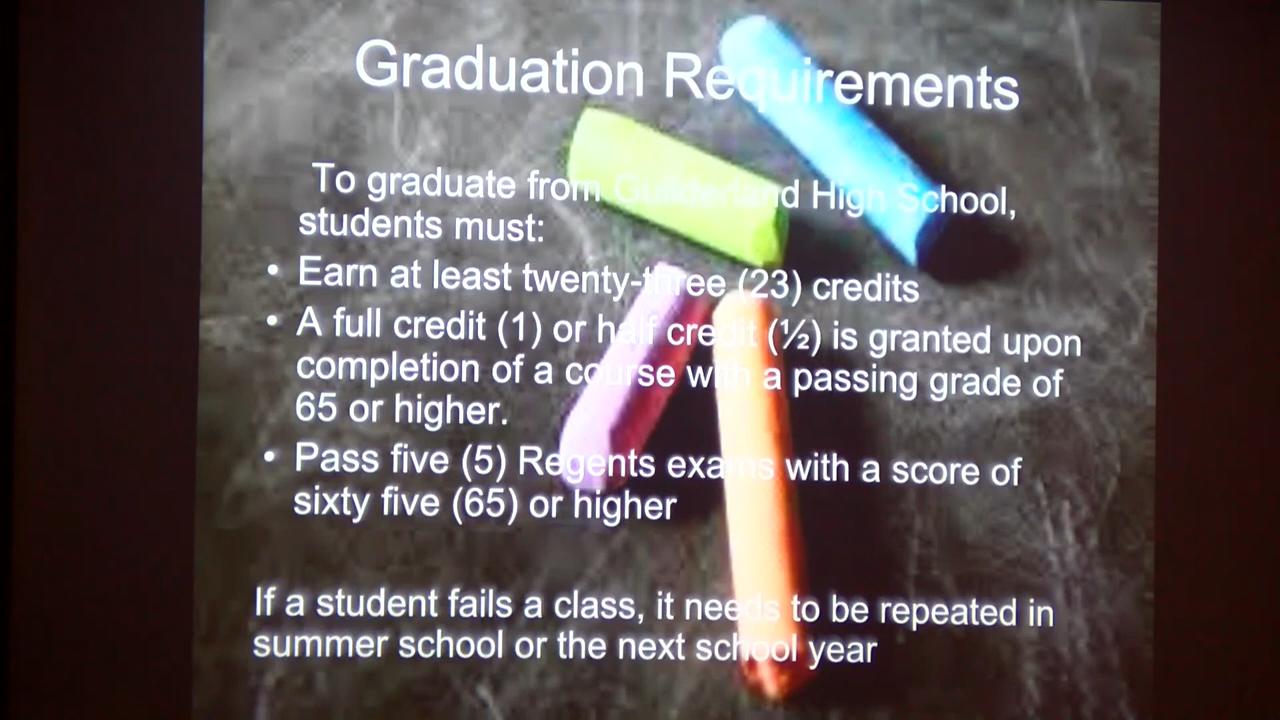 Graduation Requirements
To graduate from Guilderland High School,
students must:
• Earn at least twenty-three (23) credits
• A full credit (1) or half credit (½) is granted upon
completion of a course with a passing grade of
65 or higher.
• Pass five (5) Regents exams with a score of
sixty five (65) or higher
If a student fails a class, it needs to be repeated in
summer school or the next school year